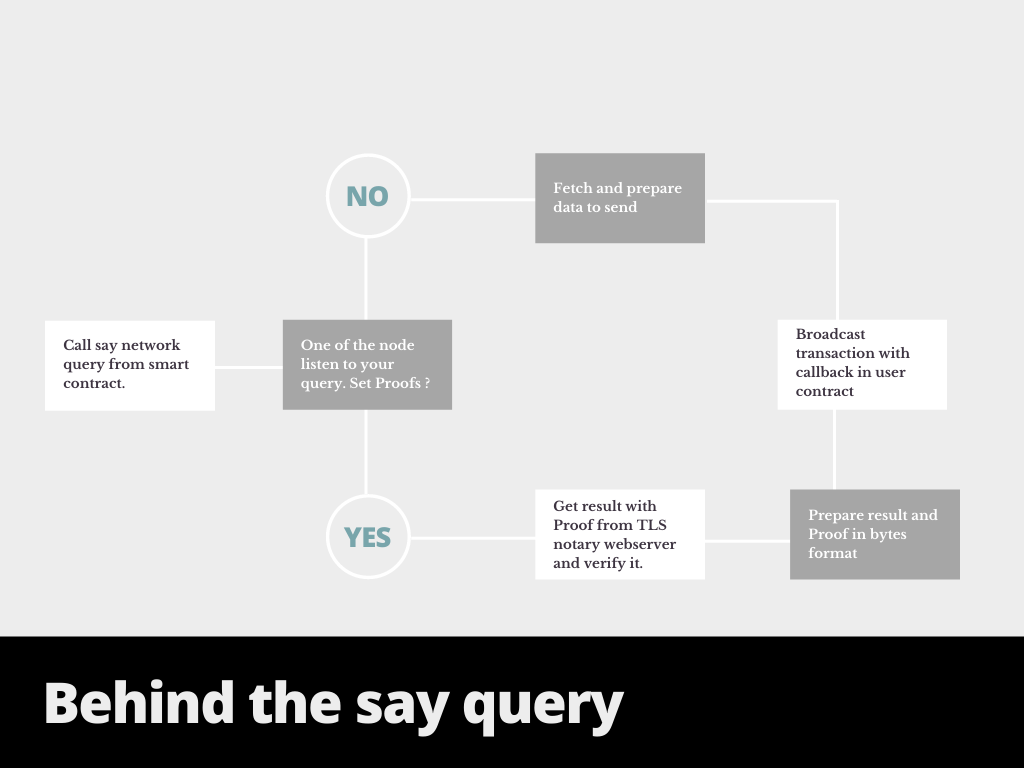 NO
Fetch and prepare
data to send
Call say network
query from smart
contract.
One of the node
listen to your
query. Set Proofs ?
Broadcast
transaction with
callback in user
contract
YES
Get result with
Proof from TLS
notary webserver
and verify it.
Prepare result and
Proof in bytes
format
Behind the say query